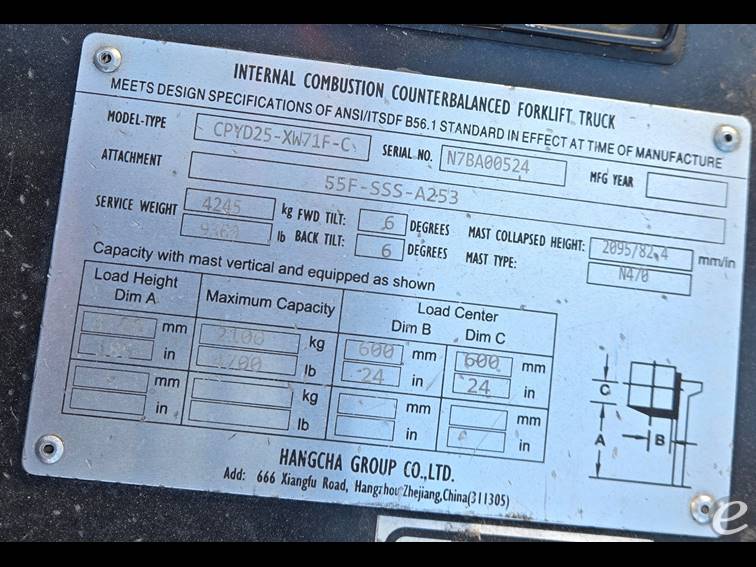 INTERNAL COMBUSTION COUNTERBALANCED FORKLIFT TRUCK
MEETS DESIGN SPECIFICATIONS OF ANSI/ITSDF B56.1 STANDARD IN EFFECT AT TIME OF MANUFACTURE
MODEL-TYPE CPYD25-XW71F-C SERIAL NO. N7BA00524 MFG YEAR
ATTACHMENT 55F-SSS-A253
SERVICE WEIGHT 4245 kg FWD TILT: 6 DEGREES MAST COLLAPSED HEIGHT: 2095/82.4 mm/in
lb BACK TILT: 6 DEGREES MAST TYPE: N470
Capacity with mast vertical and equipped as shown
Load Height Maximum Capacity Load Center
Dim A Dim B Dim C
mm 2100 kg 600 mm 600 mm
in 4700 lb 24 in 24 in
mm kg mm mm
in lb in in
C
B
A
HANGCHA GROUP CO.,LTD.
Add: 666 Xiangfu Road, Hangzhou Zhejiang,China(311305)
e